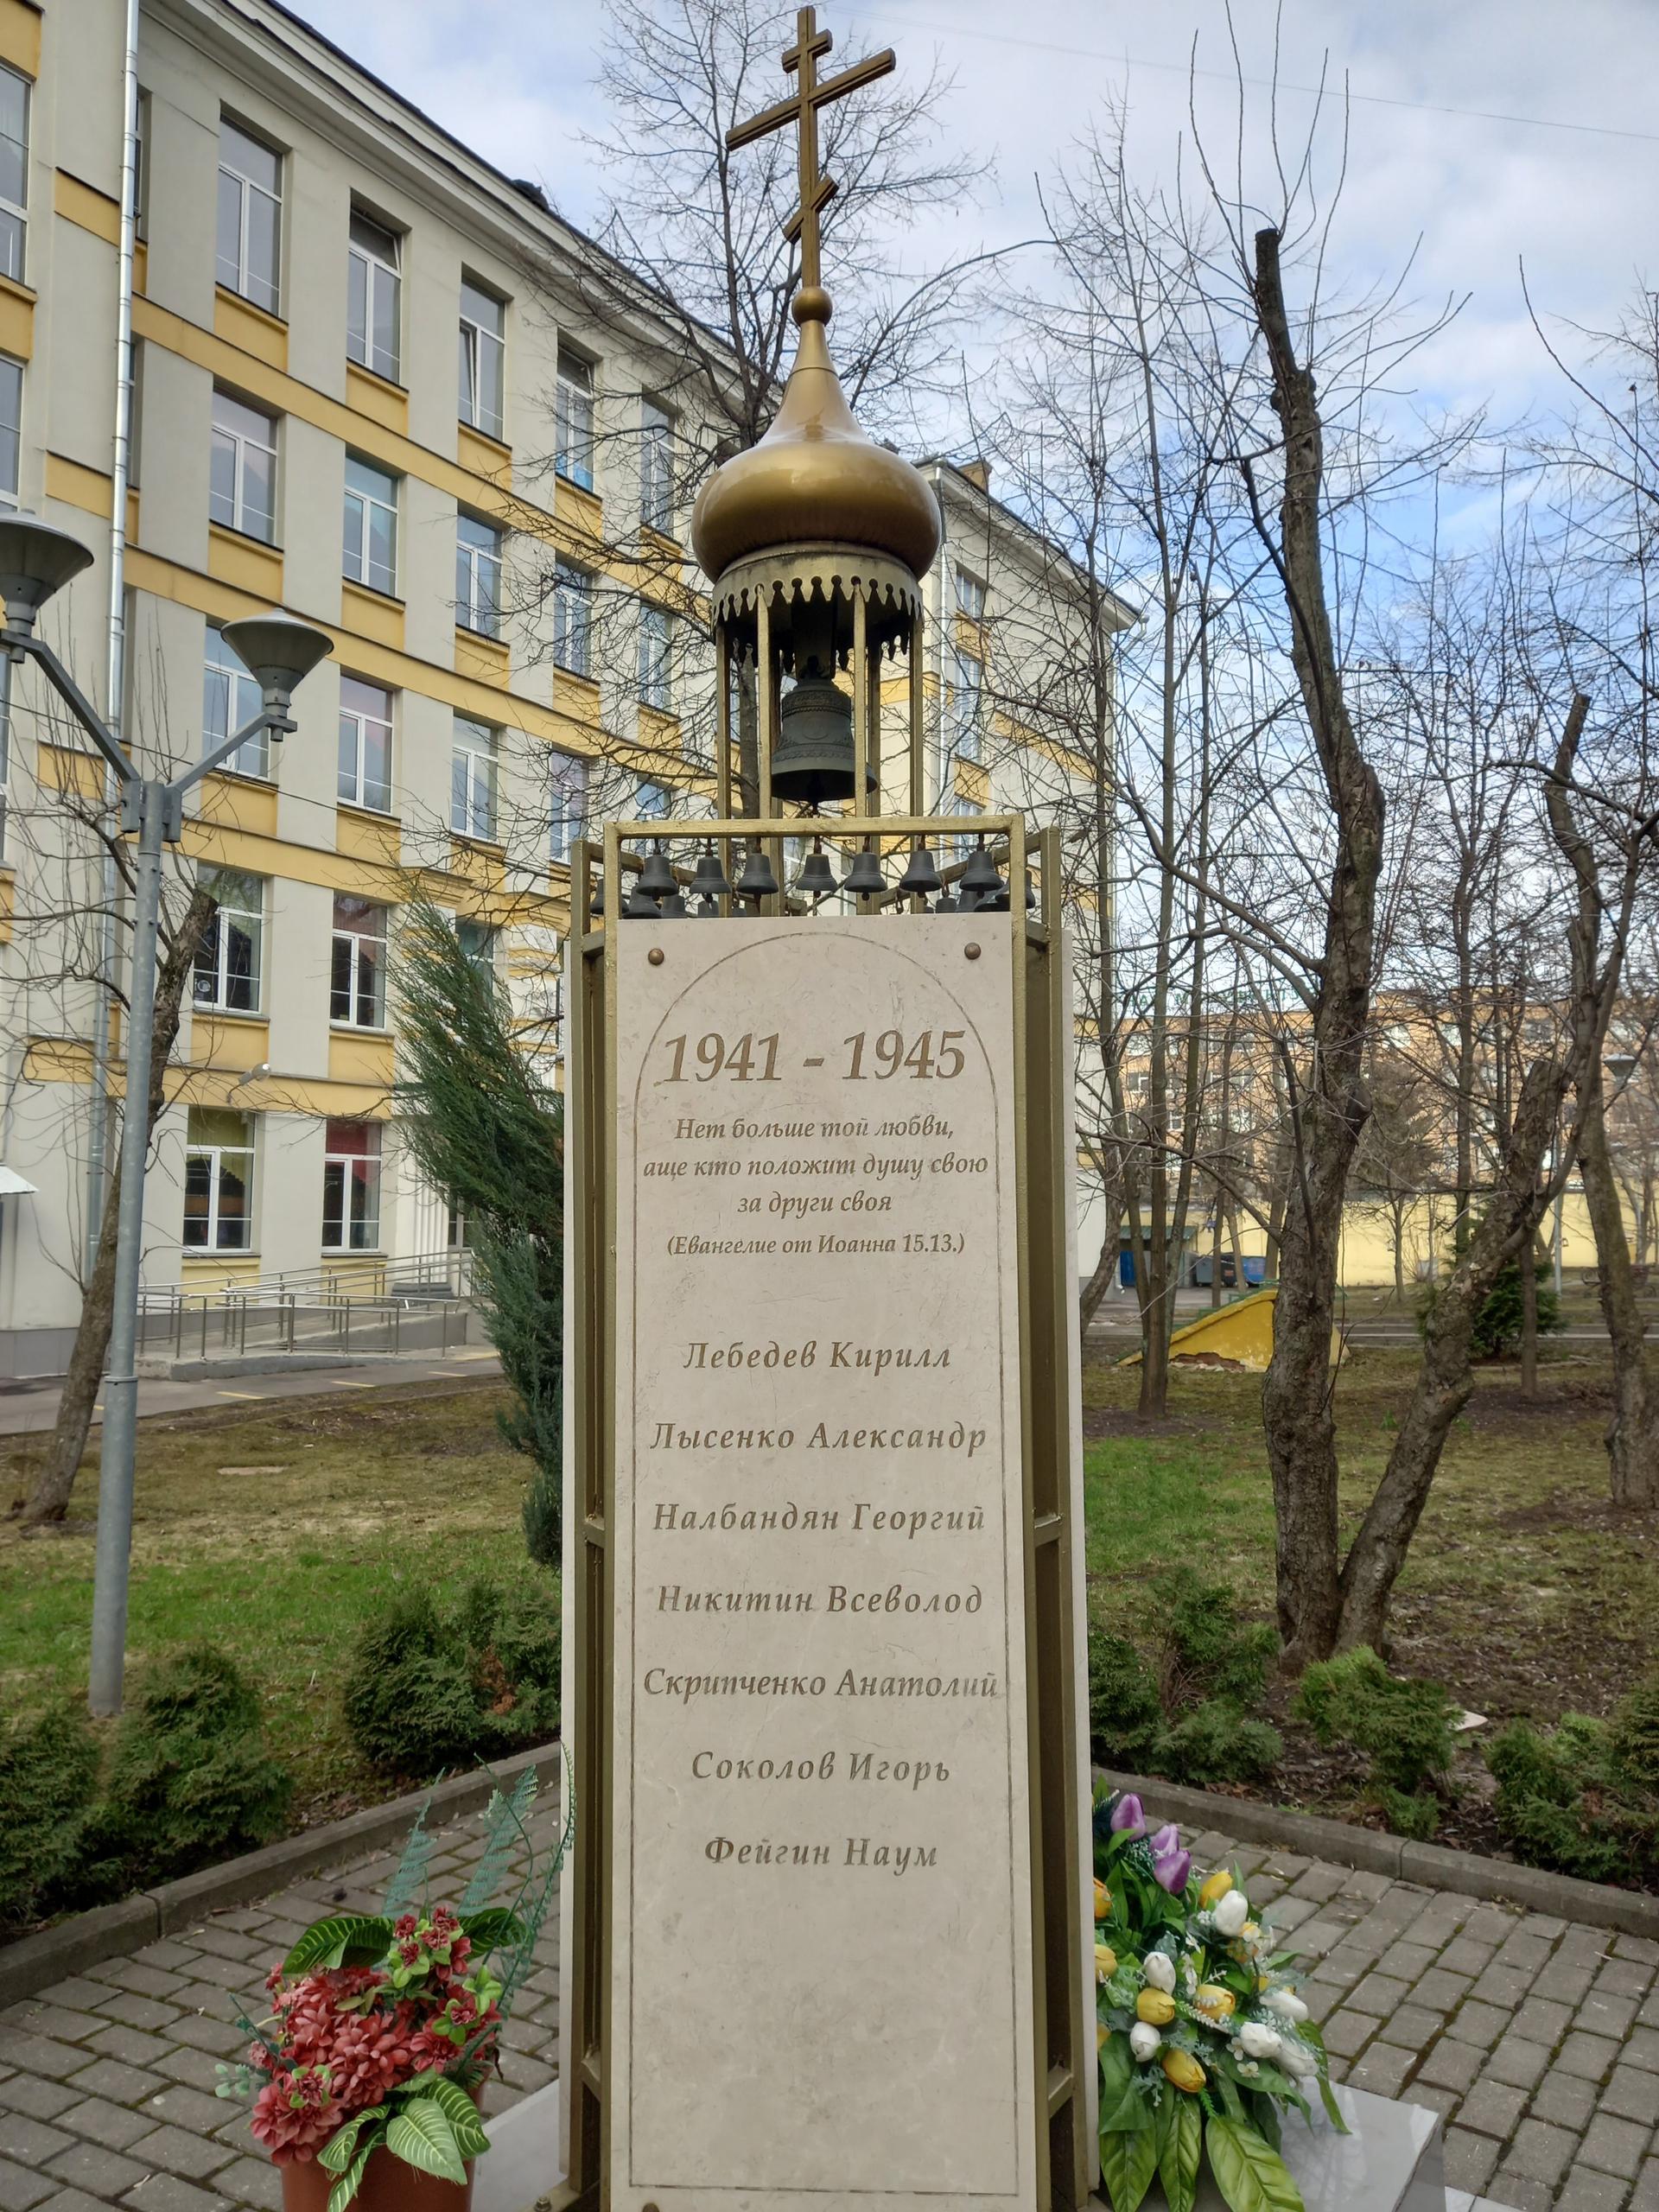 1941 - 1945
Нет больше той любви,
аще кто положит душу свою
за други своя
(Евангелие от Иоанна 15.13.)
Лебедев Кирилл
Лысенко Александр
Налбандян Георгий
Никитин Всеволод
Скрипченко Анатолий
Соколов Игорь
Фейгин Наум